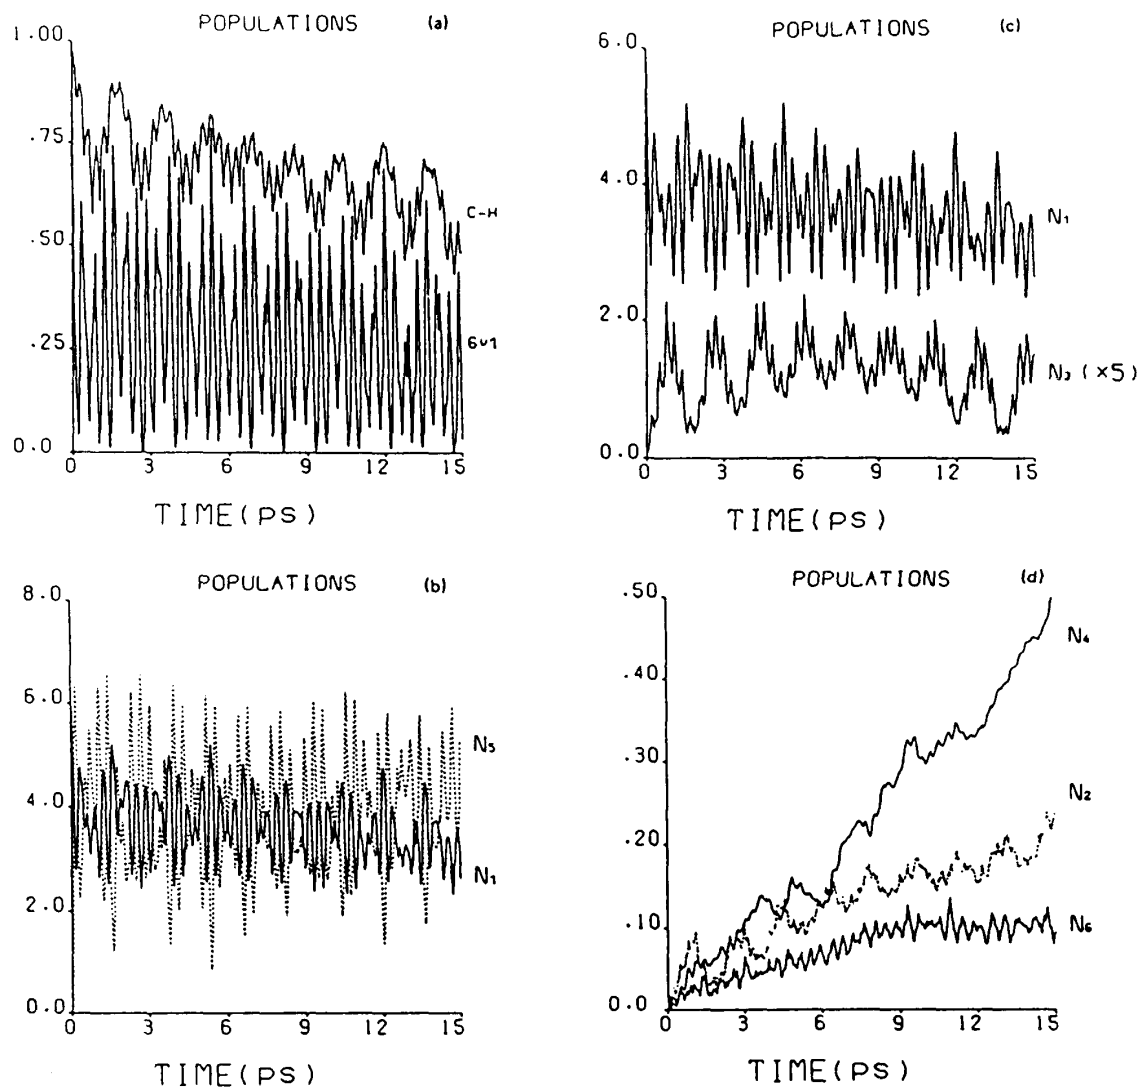 POPULATIONS (a)
1.00
.75
.50
.25
0.0
C-H
6ν1
0 3 6 9 12 15
TIME(PS)
POPULATIONS (c)
6.0
4.0
2.0
0.0
N1
N3 (×5)
0 3 6 9 12 15
TIME(PS)
POPULATIONS (b)
8.0
6.0
4.0
2.0
0.0
N5
N1
0 3 6 9 12 15
TIME(PS)
POPULATIONS (d)
.50
.40
.30
.20
.10
0.0
N4
N2
N6
0 3 6 9 12 15
TIME(PS)